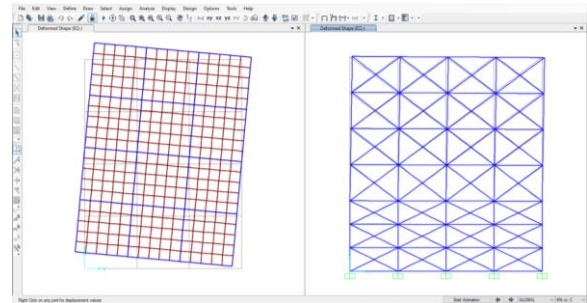 File Edit View Define Draw Select Assign Analyze Display Design Options Tools Help
Deformed Shape (EQ-)
Deformed Shape (EQ-)
Right Click on any joint for displacement values
Start Animation
GLOBAL